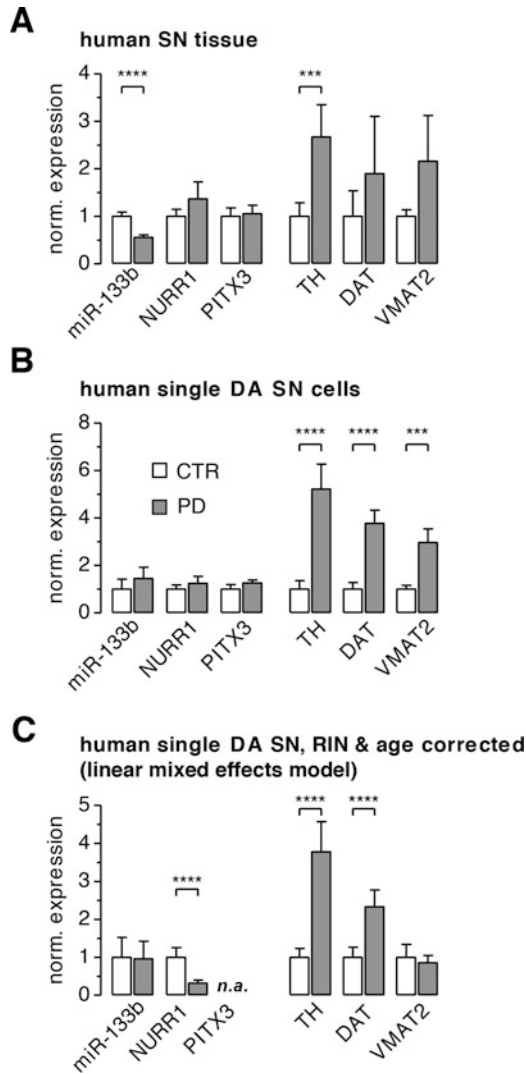 A
human SN tissue
**** ***
4
3
2
1
0
norm. expression
miR-133b NURR1 PITX3 TH DAT VMAT2
B
human single DA SN cells
**** **** ***
8
6
4
2
0
norm. expression
CTR
PD
miR-133b NURR1 PITX3 TH DAT VMAT2
C
human single DA SN, RIN & age corrected
(linear mixed effects model)
**** ****
5
4
3
2
1
0
norm. expression
****
n.a.
miR-133b NURR1 PITX3 TH DAT VMAT2